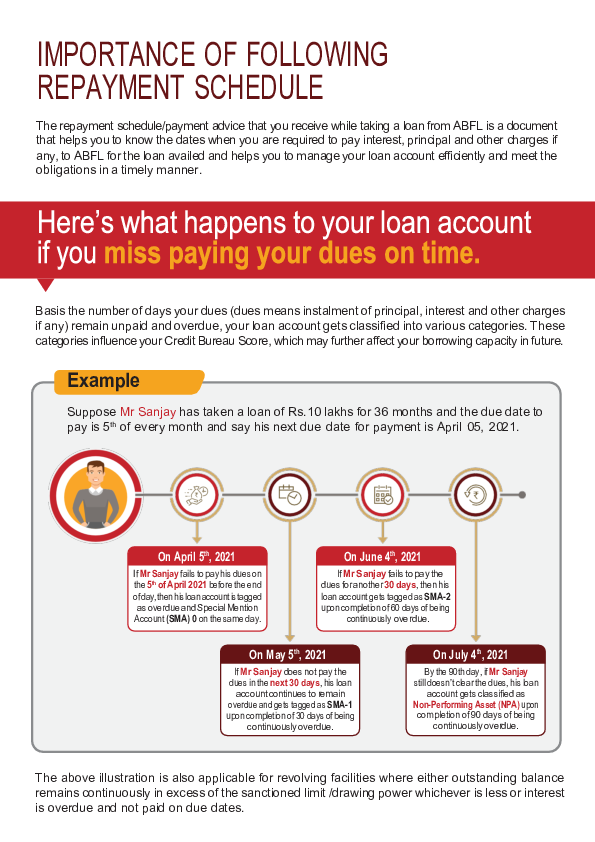 IMPORTANCE OF FOLLOWING
REPAYMENT SCHEDULE
The repayment schedule/payment advice that you receive while taking a loan from ABFL is a document
that helps you to know the dates when you are required to pay interest, principal and other charges if
any, to ABFL for the loan availed and helps you to manage your loan account efficiently and meet the
obligations in a timely manner.
Here's what happens to your loan account
if you miss paying your dues on time.
Basis the number of days your dues (dues means instalment of principal, interest and other charges
if any) remain unpaid and overdue, your loan account gets classified into various categories. These
categories influence your Credit Bureau Score, which may further affect your borrowing capacity in future.
Example
Suppose Mr Sanjay has taken a loan of Rs.10 lakhs for 36 months and the due date to
pay is 5th of every month and say his next due date for payment is April 05, 2021.
On April 5th, 2021
If Mr Sanjay fails to pay his dues on
the 5th of April 2021 before the end
of day, then his loan account is tagged
as overdue and Special Mention
Account (SMA) 0 on the same day.
On June 4th, 2021
If Mr Sanjay fails to pay the
dues for another 30 days, then his
loan account gets tagged as SMA-2
upon completion of 60 days of being
continuously overdue.
On May 5th, 2021
If Mr Sanjay does not pay the
dues in the next 30 days, his loan
account continues to remain
overdue and gets tagged as SMA-1
upon completion of 30 days of being
continuously overdue.
On July 4th, 2021
By the 90th day, if Mr Sanjay
still doesn't clear the dues, his loan
account gets classified as
Non-Performing Asset (NPA) upon
completion of 90 days of being
continuously overdue.
The above illustration is also applicable for revolving facilities where either outstanding balance
remains continuously in excess of the sanctioned limit /drawing power whichever is less or interest
is overdue and not paid on due dates.